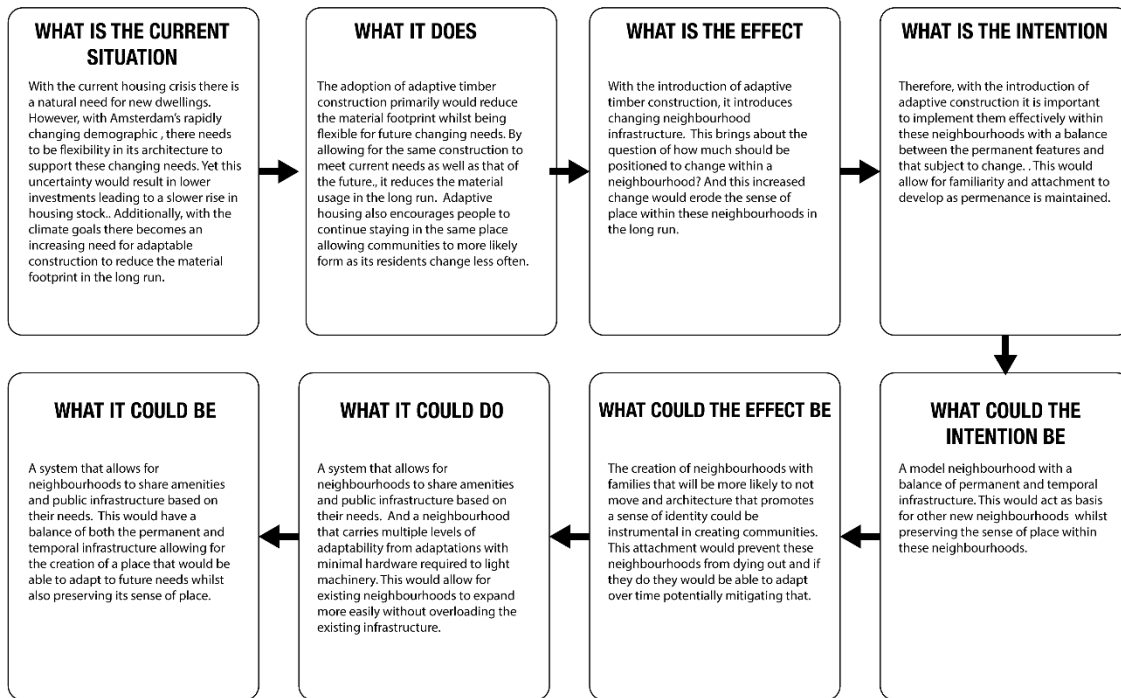 WHAT IS THE CURRENT
SITUATION
With the current housing crisis there is
a natural need for new dwellings.
However, with Amsterdam's rapidly
changing demographic , there needs
to be flexibility in its architecture to
support these changing needs. Yet this
uncertainty would result in lower
investments leading to a slower rise in
housing stock.. Additionally, with the
climate goals there becomes an
increasing need for adaptable
construction to reduce the material
footprint in the long run.
WHAT IT DOES
The adoption of adaptive timber
construction primarily would reduce
the material footprint whilst being
flexible for future changing needs. By
allowing for the same construction to
meet current needs as well as that of
the future., it reduces the material
usage in the long run.  Adaptive
housing also encourages people to
continue staying in the same place
allowing communities to more likely
form as its residents change less often.
WHAT IS THE EFFECT
With the introduction of adaptive
timber construction, it introduces
changing neighbourhood
infrastructure.  This brings about the
question of how much should be
positioned to change within a
neighbourhood? And this increased
change would erode the sense of
place within these neighbourhoods in
the long run.
WHAT IS THE INTENTION
Therefore, with the introduction of
adaptive construction it is important
to implement them effectively within
these neighbourhoods with a balance
between the permanent features and
that subject to change. . This would
allow for familiarity and attachment to
develop as permenance is maintained.
WHAT COULD THE
INTENTION BE
A model neighbourhood with a
balance of permanent and temporal
infrastructure. This would act as basis
for other new neighbourhoods  whilst
preserving the sense of place within
these neighbourhoods.
WHAT COULD THE EFFECT BE
The creation of neighbourhoods with
families that will be more likely to not
move and architecture that promotes
a sense of identity could be
instrumental in creating communities.
This attachment would prevent these
neighbourhoods from dying out and if
they do they would be able to adapt
over time potentially mitigating that.
WHAT IT COULD DO
A system that allows for
neighbourhoods to share amenities
and public infrastructure based on
their needs.  And a neighbourhood
that carries multiple levels of
adaptability from adaptations with
minimal hardware required to light
machinery. This would allow for
existing neighbourhoods to expand
more easily without overloading the
existing infrastructure.
WHAT IT COULD BE
A system that allows for
neighbourhoods to share amenities
and public infrastructure based on
their needs.  This would have a
balance of both the permanent and
temporal infrastructure allowing for
the creation of a place that would be
able to adapt to future needs whilst
also preserving its sense of place.